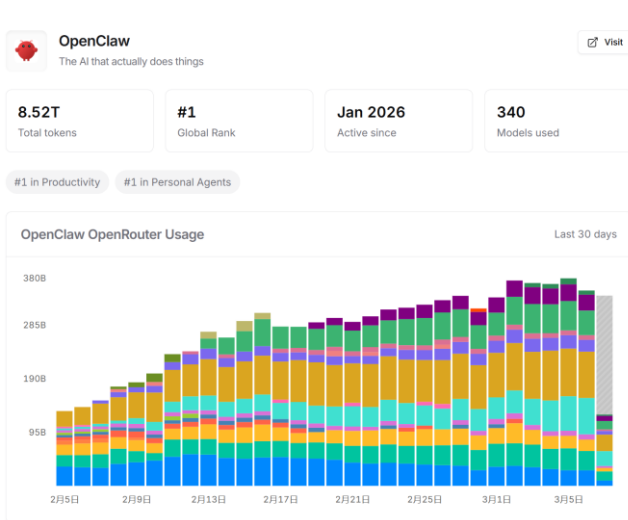 OpenClaw
Visit
The AI that actually does things
8.52T
#1
Jan 2026
340
Total tokens
Global Rank
Active since
Models used
#1 in Productivity
#1 in Personal Agents
OpenClaw OpenRouter Usage
Last 30 days
380B
285B
190B
95B
2月5日
2月9日
2月13日
2月17日
2月21日
2月25日
3月1日
3月5日